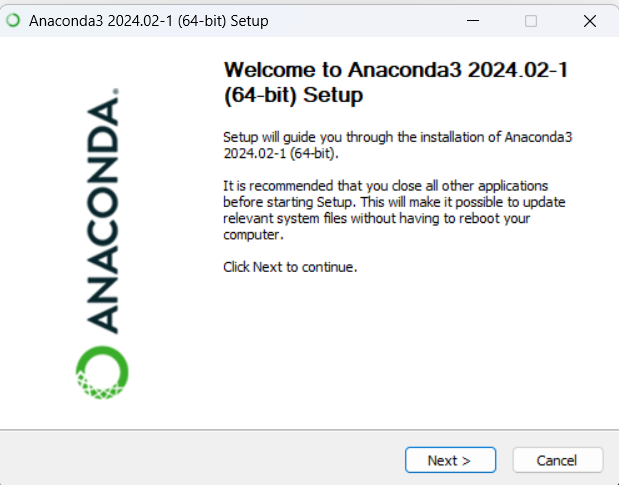 Anaconda3 2024.02-1 (64-bit) Setup
Welcome to Anaconda3 2024.02-1
(64-bit) Setup
Setup will guide you through the installation of Anaconda3
2024.02-1 (64-bit).
It is recommended that you close all other applications
before starting Setup. This will make it possible to update
relevant system files without having to reboot your
computer.
Click Next to continue.
ANACONDA.
Next >
Cancel